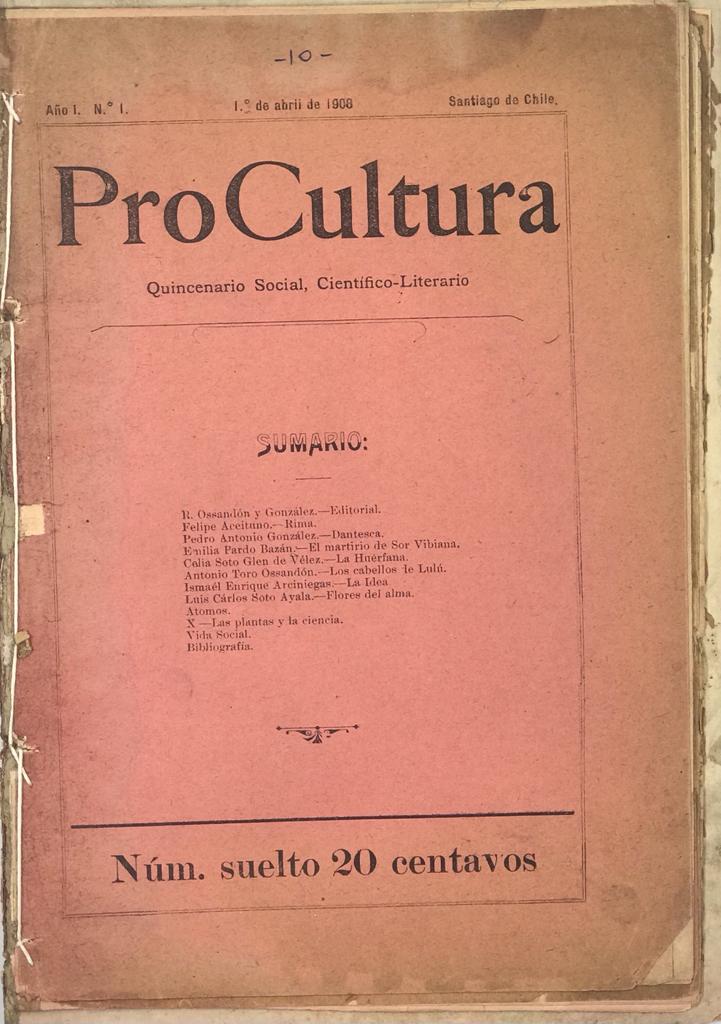 -10-
Año I. N.° I. 1.° de abril de 1908 Santiago de Chile.
Pro Cultura
Quincenario Social, Científico-Literario
SUMARIO:
R. Ossandón y González.—Editorial.
Felipe Aceituno.—Rima.
Pedro Antonio González.—Dantesca.
Emilia Pardo Bazán.—El martirio de Sor Vibiana.
Celia Soto Glen de Vélez.—La Huérfana.
Antonio Toro Ossandón.—Los cabellos de Lulú.
Ismaél Enrique Arciniegas.—La Idea
Luis Cárlos Soto Ayala.—Flores del alma.
Atomos.
X —Las plantas y la ciencia.
Vida Social.
Bibliografía.
Núm. suelto 20 centavos